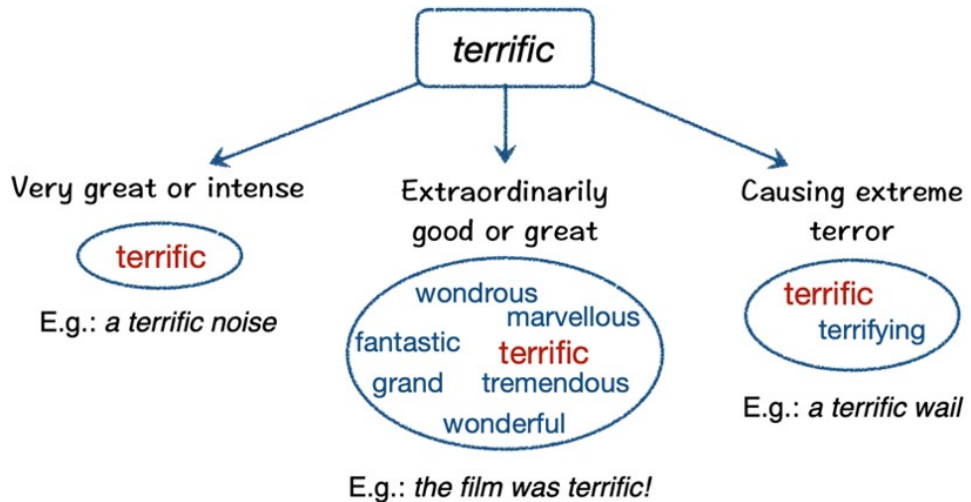 terrific
Very great or intense
terrific
E.g.: a terrific noise
Extraordinarily
good or great
wondrous
marvellous
fantastic
terrific
grand
tremendous
wonderful
E.g.: the film was terrific!
Causing extreme
terror
terrific
terrifying
E.g.: a terrific wail